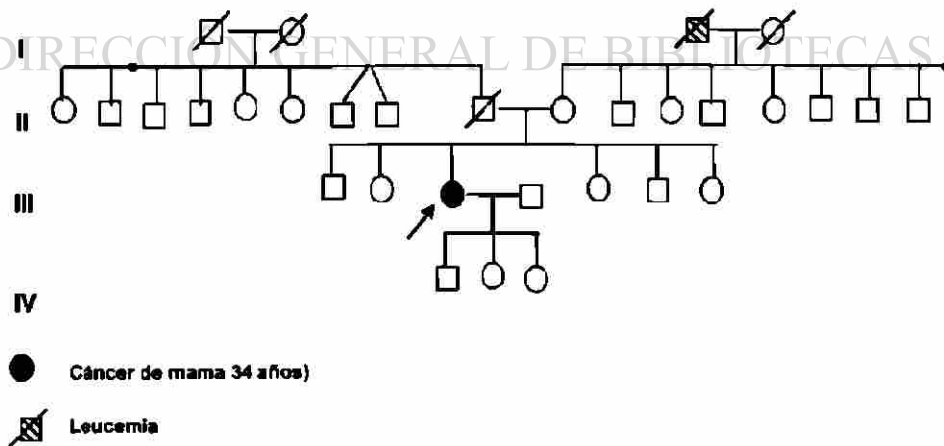 I
DIRECCIÓN GENERAL DE BIBLIOTECAS
II
III
IV
Cáncer de mama 34 años)
Leucemia